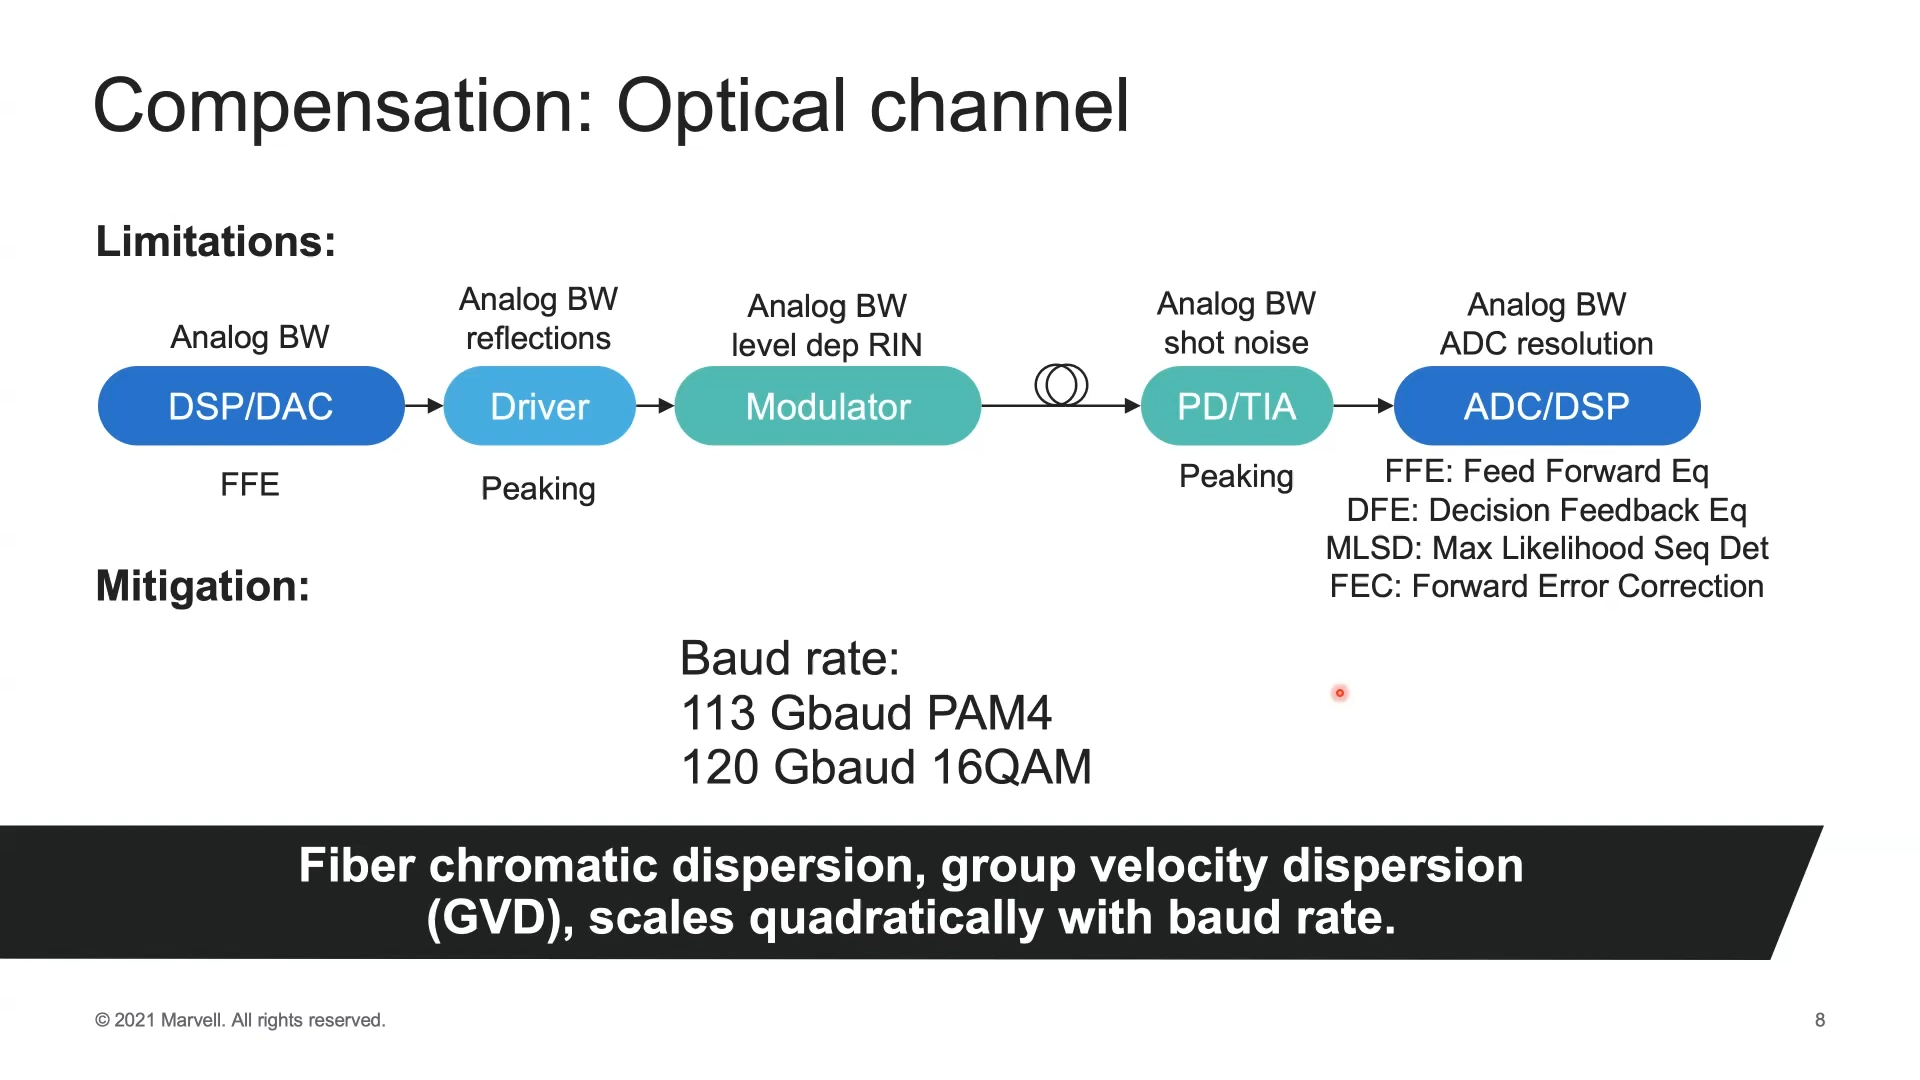 Compensation: Optical channel
Limitations:
Analog BW
Analog BW
reflections
Analog BW
level dep RIN
Analog BW
shot noise
Analog BW
ADC resolution
DSP/DAC
Driver
Modulator
PD/TIA
ADC/DSP
FFE
Peaking
Peaking
FFE: Feed Forward Eq
DFE: Decision Feedback Eq
MLSD: Max Likelihood Seq Det
FEC: Forward Error Correction
Mitigation:
Baud rate:
113 Gbaud PAM4
120 Gbaud 16QAM
Fiber chromatic dispersion, group velocity dispersion
(GVD), scales quadratically with baud rate.
© 2021 Marvell. All rights reserved.
8